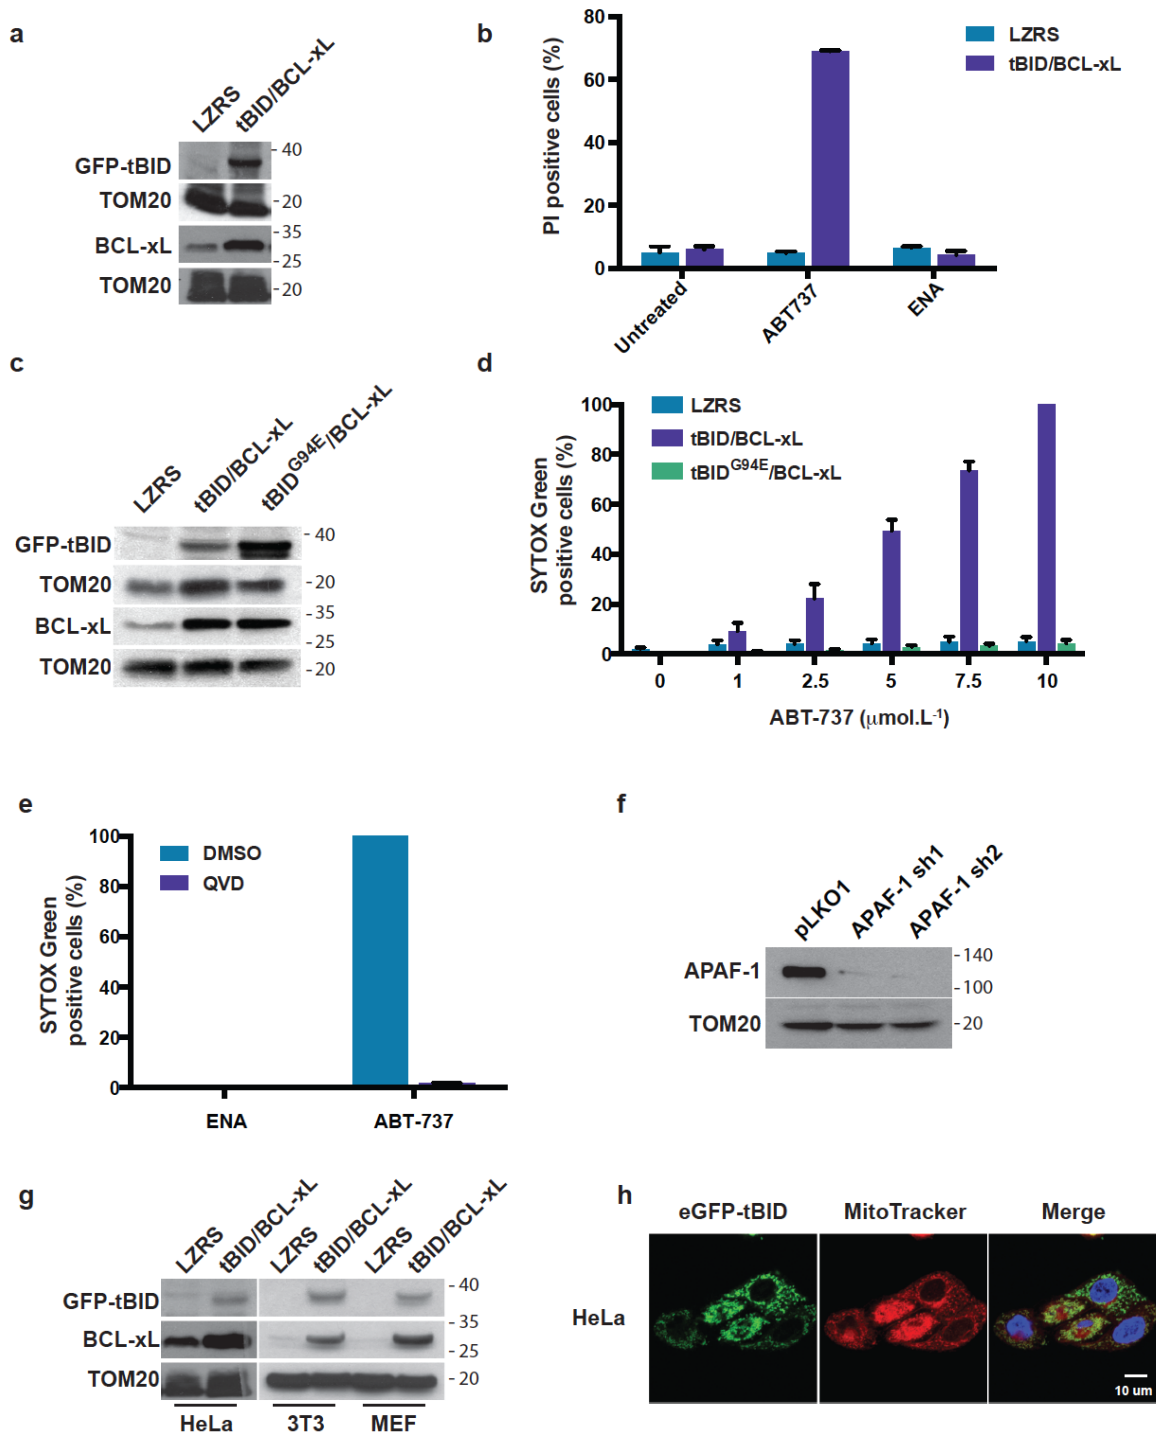 a
LZRS
tBID/BCL-xL
GFP-tBID
- 40
TOM20
- 20
BCL-xL
- 35
- 25
TOM20
- 20
b
PI positive cells (%)
80
60
40
20
0
LZRS
tBID/BCL-xL
Untreated
ABT737
ENA
c
LZRS
tBID/BCL-xL
tBIDG94E/BCL-xL
GFP-tBID
- 40
TOM20
- 20
BCL-xL
- 35
- 25
TOM20
- 20
d
SYTOX Green
positive cells (%)
100
80
60
40
20
0
LZRS
tBID/BCL-xL
tBIDG94E/BCL-xL
0 1 2.5 5 7.5 10
ABT-737 (μmol.L-1)
e
SYTOX Green
positive cells (%)
100
80
60
40
20
0
DMSO
QVD
ENA ABT-737
f
pLKO1
APAF-1 sh1
APAF-1 sh2
APAF-1
-140
-100
TOM20
-20
g
LZRS
tBID/BCL-xL
LZRS
tBID/BCL-xL
LZRS
tBID/BCL-xL
GFP-tBID
- 40
BCL-xL
- 35
- 25
TOM20
- 20
HeLa 3T3 MEF
h
eGFP-tBID MitoTracker Merge
HeLa
10 um